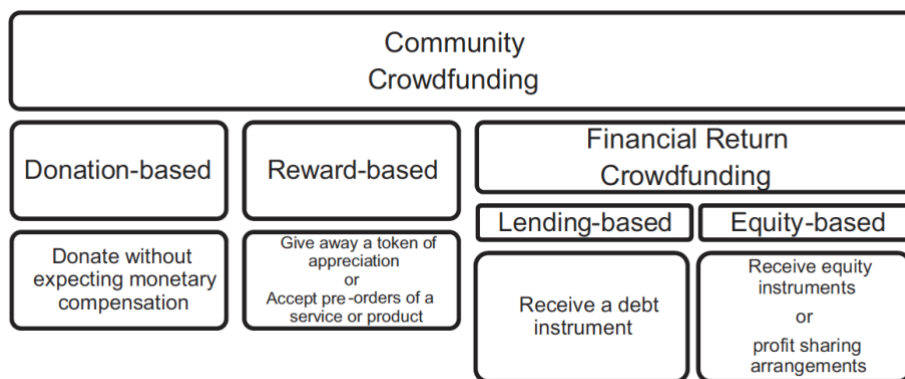 Community
Crowdfunding
Donation-based
Reward-based
Financial Return
Crowdfunding
Lending-based
Equity-based
Donate without
expecting monetary
compensation
Give away a token of
appreciation
or
Accept pre-orders of a
service or product
Receive a debt
instrument
Receive equity
instruments
or
profit sharing
arrangements